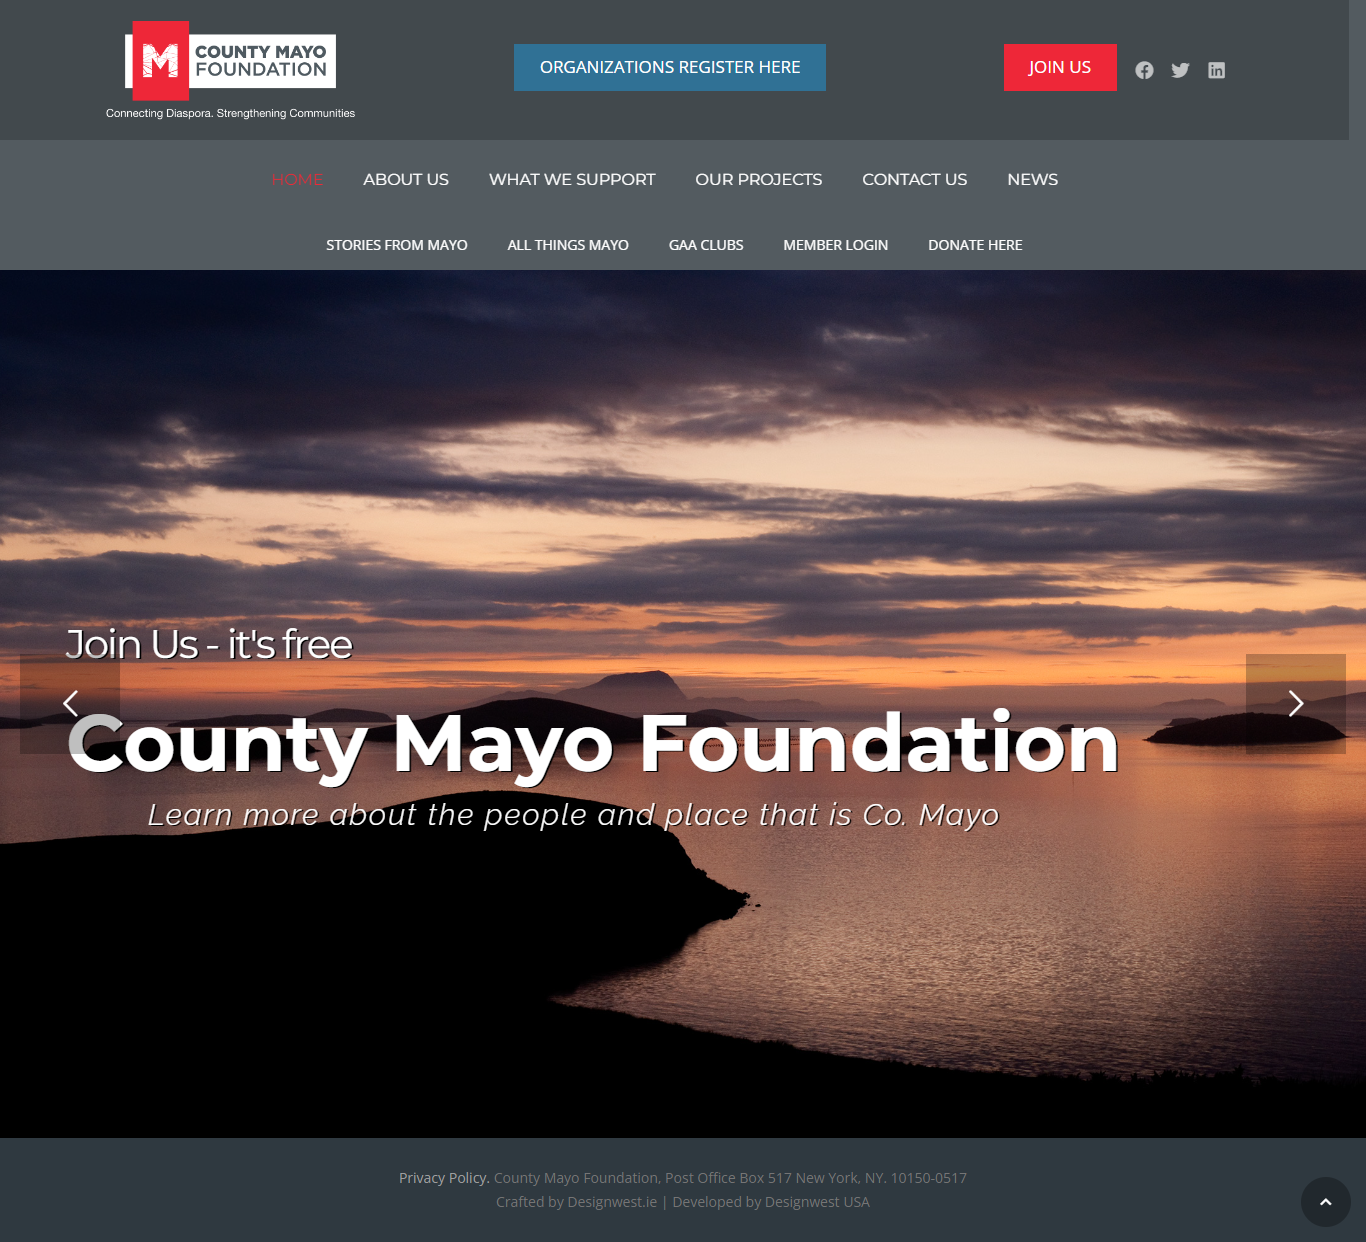 M COUNTY MAYO
FOUNDATION
Connecting Diaspora. Strengthening Communities
ORGANIZATIONS REGISTER HERE
JOIN US
HOME ABOUT US WHAT WE SUPPORT OUR PROJECTS CONTACT US NEWS
STORIES FROM MAYO ALL THINGS MAYO GAA CLUBS MEMBER LOGIN DONATE HERE
Join Us - it's free
County Mayo Foundation
Learn more about the people and place that is Co. Mayo
Privacy Policy. County Mayo Foundation, Post Office Box 517 New York, NY. 10150-0517
Crafted by Designwest.ie | Developed by Designwest USA